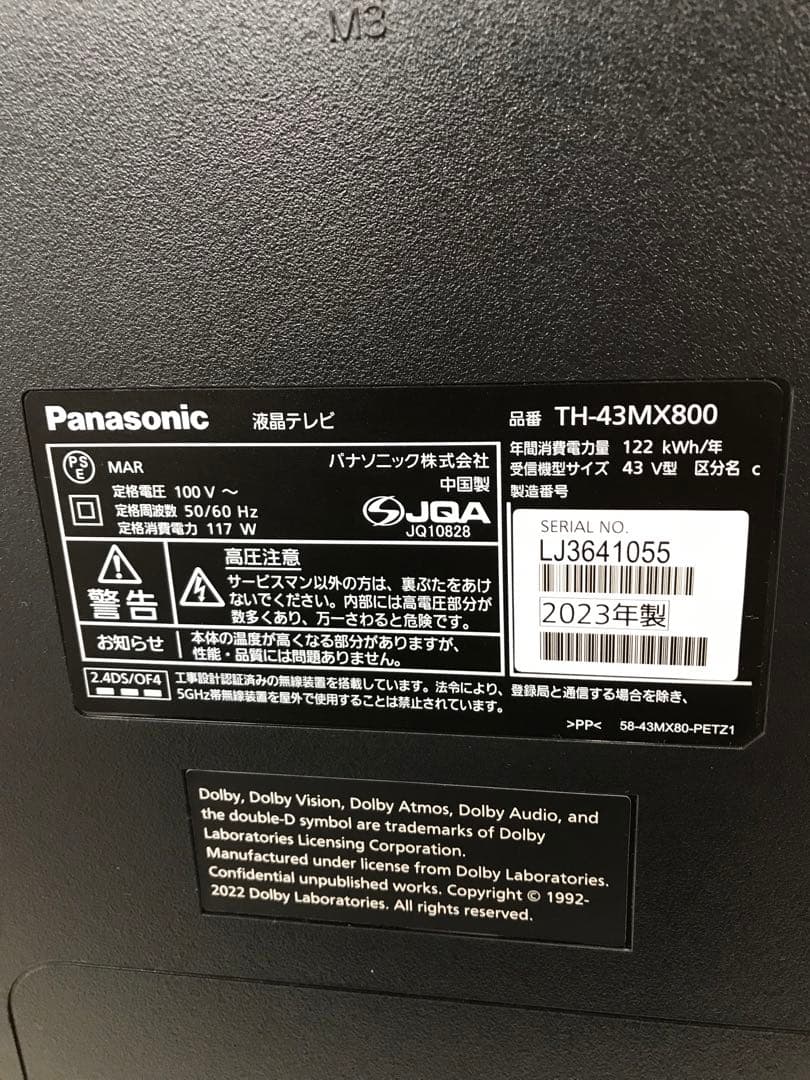 M3
Panasonic 液晶テレビ 品番 TH-43MX800
年間消費電力量 122 kWh/年
受信機型サイズ 43 V型 区分名 c
製造番号
PSE MAR パナソニック株式会社
中国製
定格電圧 100 V ～
定格周波数 50/60 Hz
定格消費電力 117 W
JQA
JQ10828
SERIAL NO.
LJ3641055
2023年製
警告
高圧注意
サービスマン以外の方は、裏ぶたをあけ
ないでください。内部には高電圧部分が
数多くあり、万一さわると危険です。
お知らせ
本体の温度が高くなる部分がありますが、
性能・品質には問題ありません。
2.4DS/OF4
工事設計認証済みの無線装置を搭載しています。法令により、登録局と通信する場合を除き、
5GHz帯無線装置を屋外で使用することは禁止されています。
>PP< 58-43MX80-PETZ1
Dolby, Dolby Vision, Dolby Atmos, Dolby Audio, and
the double-D symbol are trademarks of Dolby
Laboratories Licensing Corporation.
Manufactured under license from Dolby Laboratories.
Confidential unpublished works. Copyright © 1992-
2022 Dolby Laboratories. All rights reserved.